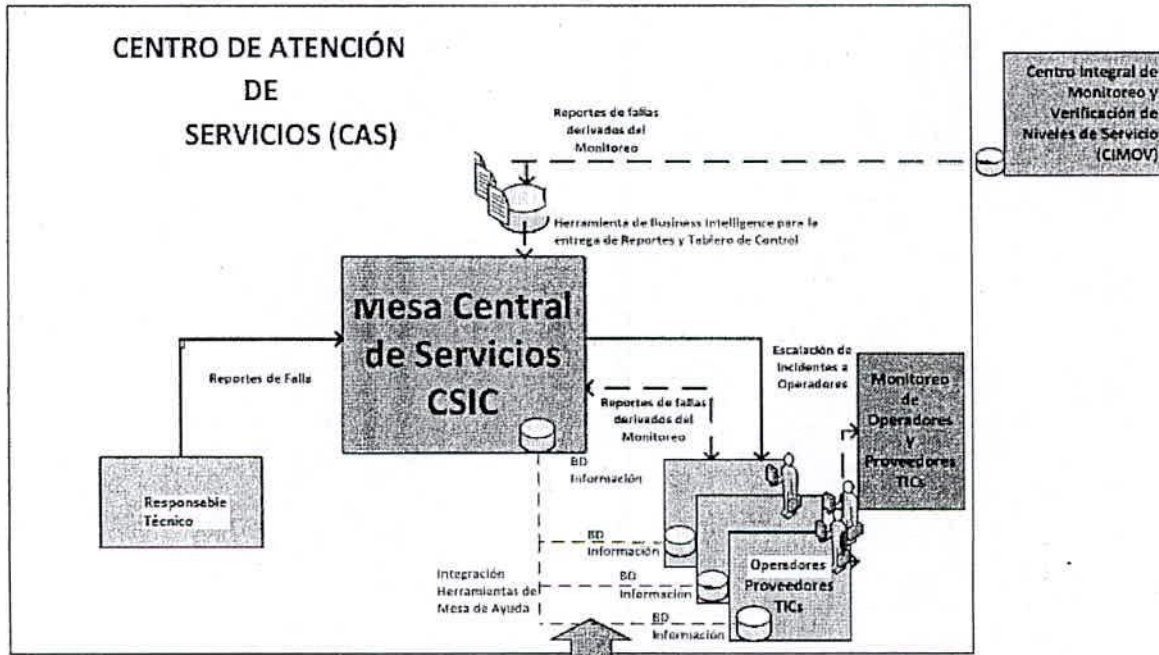 CENTRO DE ATENCIÓN
DE
SERVICIOS (CAS)
Centro Integral de
Monitoreo y
Verificación de
Niveles de Servicio
(CIMOV)
Reportes de fallas
derivados del
Monitoreo
Herramienta de Business Intelligence para la
entrega de Reportes y Tablero de Control
Mesa Central
de Servicios
CSIC
Reportes de Falla
Responsable
Técnico
Escalación de
Incidentes a
Operadores
Reportes de fallas
derivados del
Monitoreo
Monitoreo
de
Operadores
y
Proveedores
TICs
BD
Información
BD
Información
BD
Información
BD
Información
Integración
Herramientas de
Mesa de Ayuda
Operadores
Proveedores
TICs